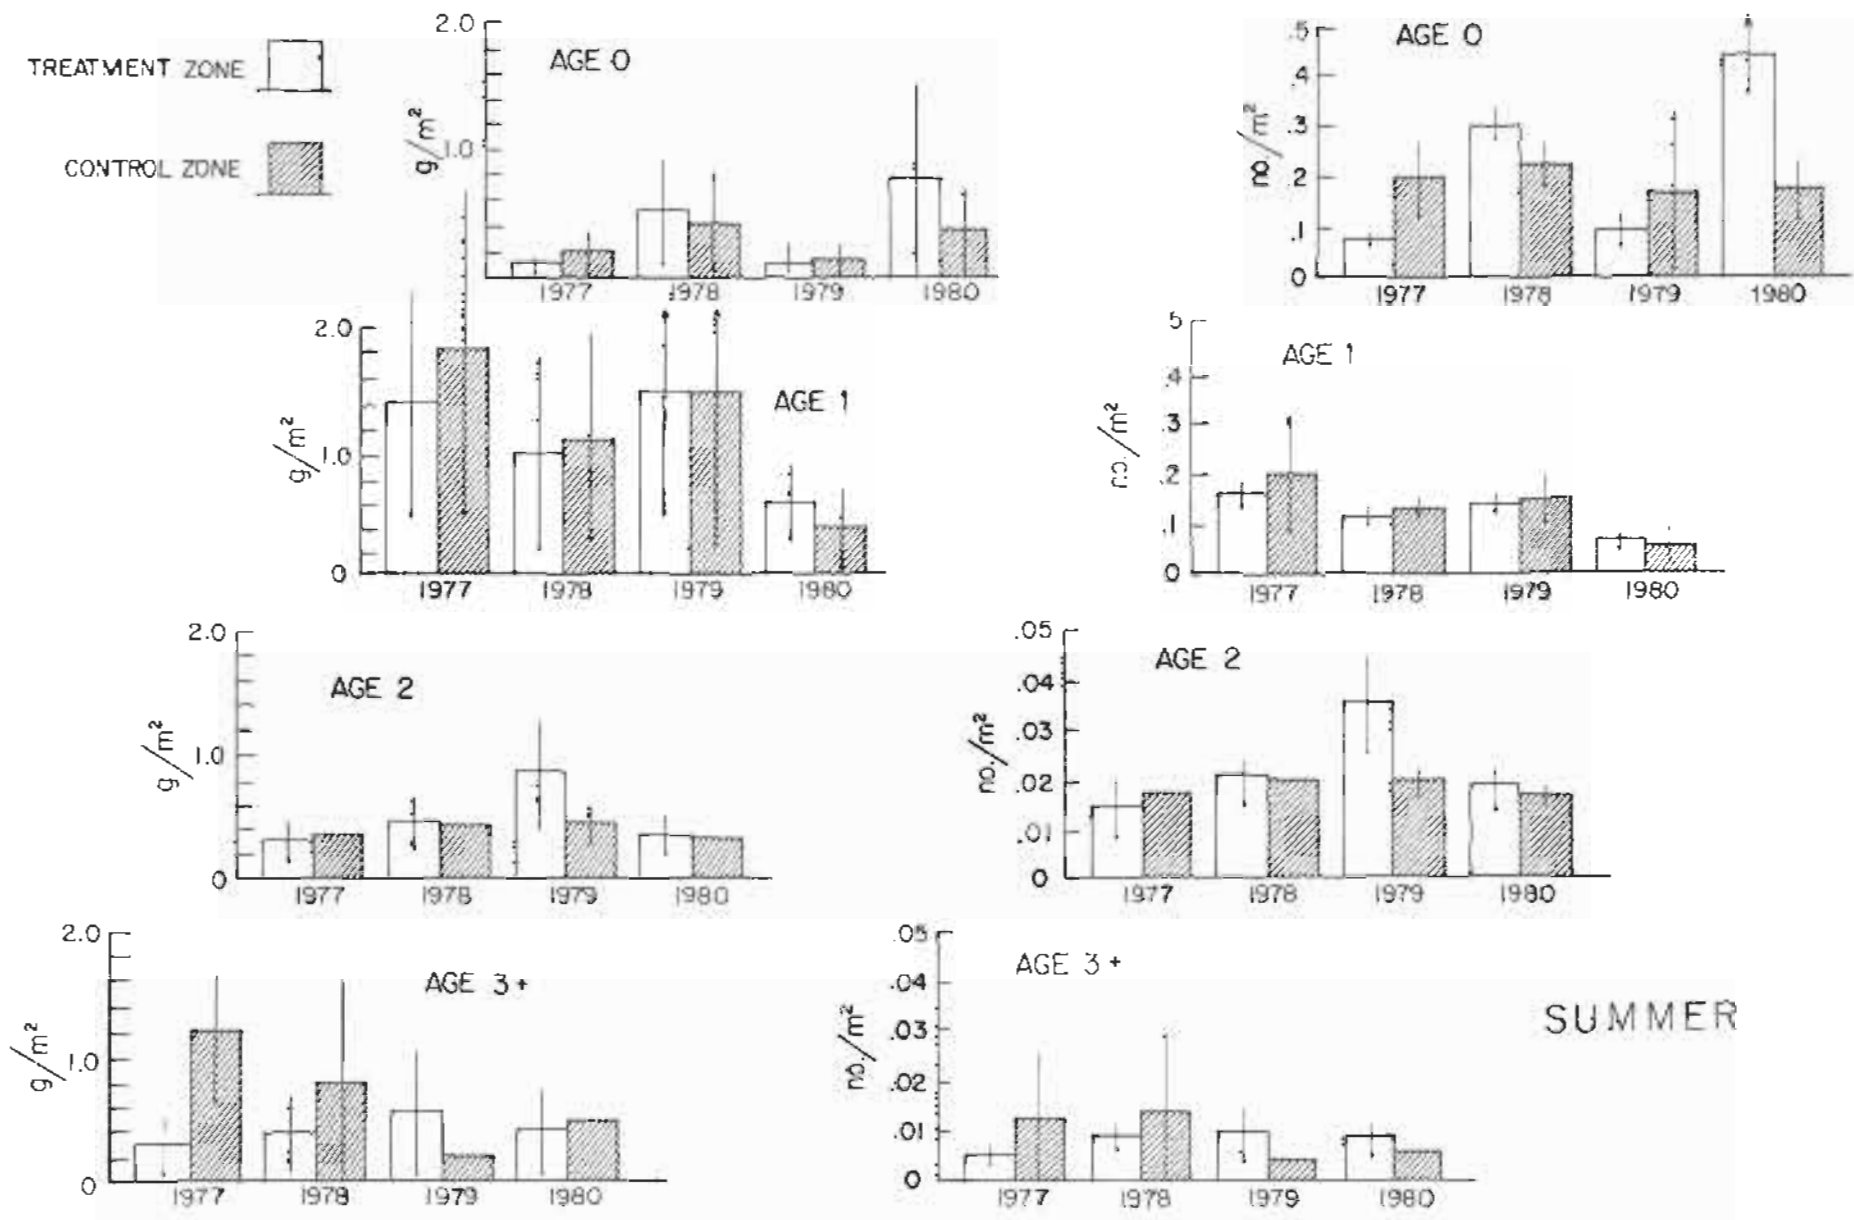 TREATMENT ZONE
CONTROL ZONE
2.0
1.0
g/m²
AGE 0
1977 1978 1979 1980
.5
.4
.3
.2
.1
0
no./m²
AGE 0
1977 1978 1979 1980
2.0
1.0
0
g/m²
AGE 1
1977 1978 1979 1980
5
.4
.3
.2
.1
.0
no./m²
AGE 1
1977 1978 1979 1980
2.0
1.0
0
g/m²
AGE 2
1977 1978 1979 1980
.05
.04
.03
.02
.01
0
no./m²
AGE 2
1977 1978 1979 1980
2.0
1.0
0
g/m²
AGE 3+
1977 1978 1979 1980
.05
.04
.03
.02
.01
0
no./m²
AGE 3+
1977 1978 1979 1980
SUMMER